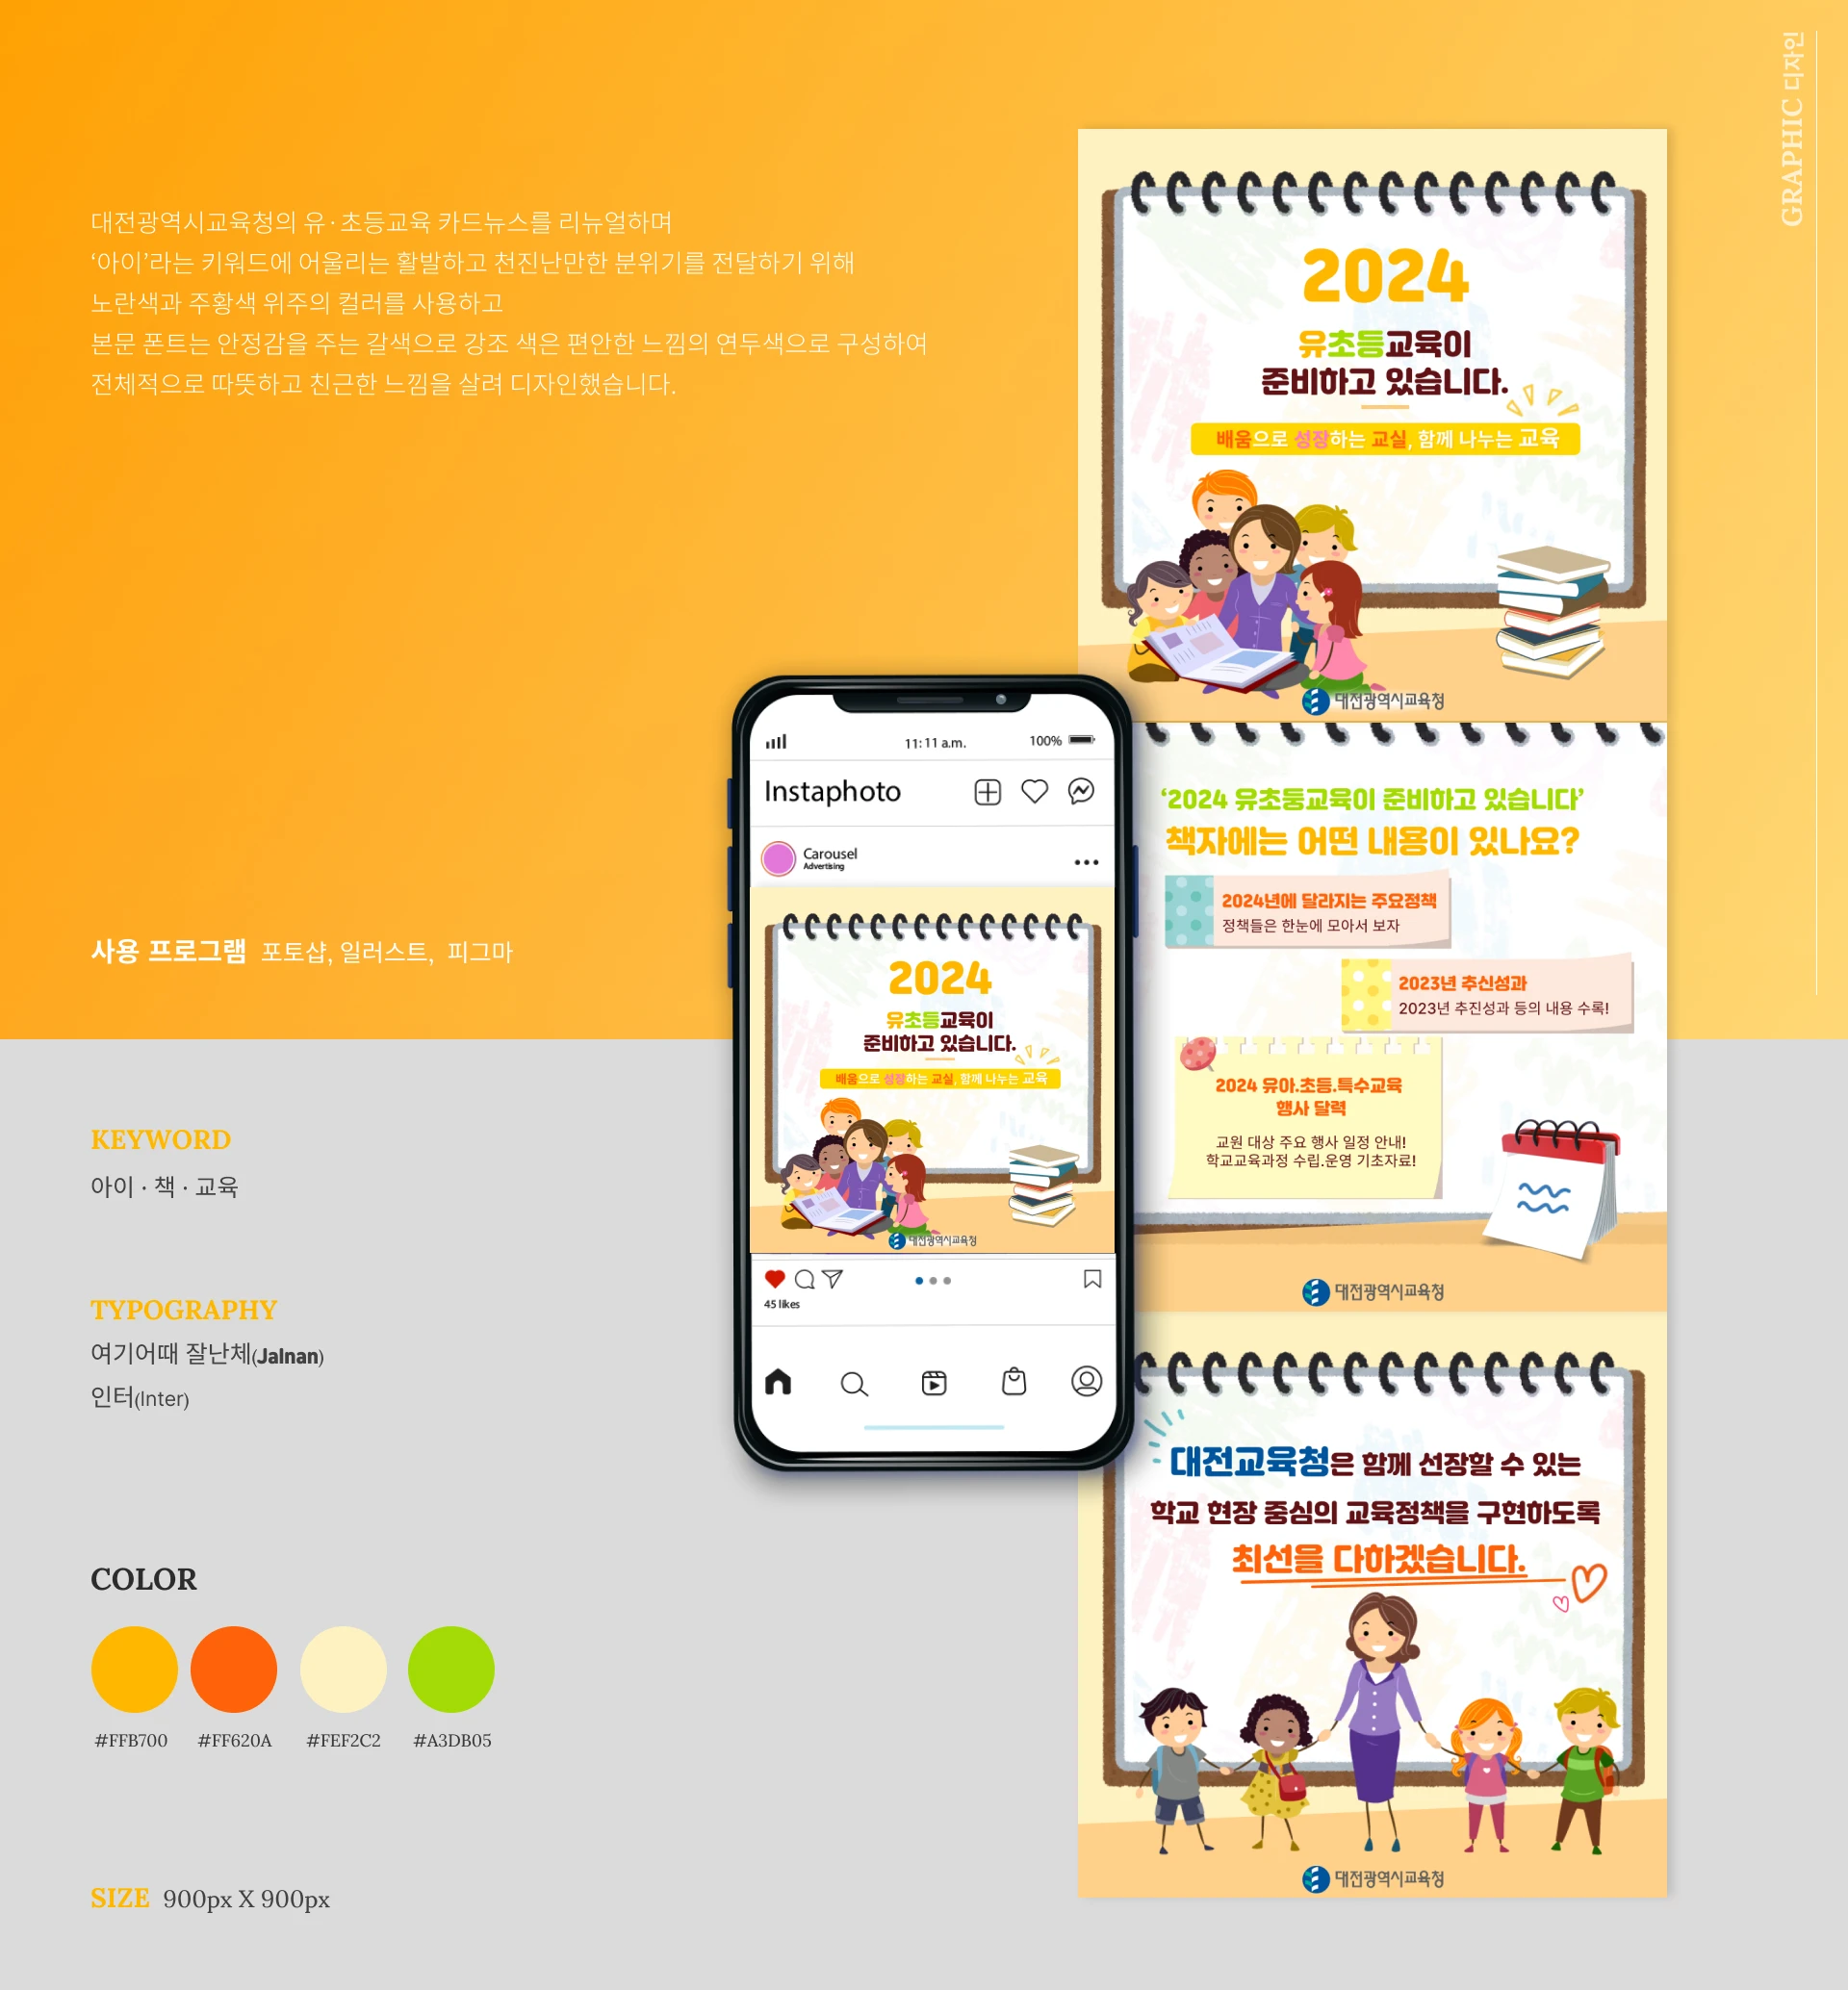 GRAPHIC 디자인
대전광역시교육청의 유·초등교육 카드뉴스를 리뉴얼하며
‘아이’라는 키워드에 어울리는 활발하고 천진난만한 분위기를 전달하기 위해
노란색과 주황색 위주의 컬러를 사용하고
본문 폰트는 안정감을 주는 갈색으로 강조 색은 편안한 느낌의 연두색으로 구성하여
전체적으로 따뜻하고 친근한 느낌을 살려 디자인했습니다.
사용 프로그램 포토샵, 일러스트, 피그마
KEYWORD
아이 · 책 · 교육
TYPOGRAPHY
여기어때 잘난체(Jalnan)
인터(Inter)
COLOR
#FFB700 #FF620A #FEF2C2 #A3DB05
SIZE 900px X 900px
11:11 a.m. 100%
Instaphoto
Carousel
Advertising
2024
유초등교육이
준비하고 있습니다.
배움으로 성장하는 교실, 함께 나누는 교육
대전광역시교육청
45 likes
2024
유초등교육이
준비하고 있습니다.
배움으로 성장하는 교실, 함께 나누는 교육
대전광역시교육청
‘2024 유초둥교육이 준비하고 있습니다’
책자에는 어떤 내용이 있나요?
2024년에 달라지는 주요정책
정책들은 한눈에 모아서 보자
2023년 추신성과
2023년 추진성과 등의 내용 수록!
2024 유아.초등.특수교육
행사 달력
교원 대상 주요 행사 일정 안내!
학교교육과정 수립.운영 기초자료!
대전광역시교육청
대전교육청은 함께 선장할 수 있는
학교 현장 중심의 교육정책을 구현하도록
최선을 다하겠습니다.
대전광역시교육청